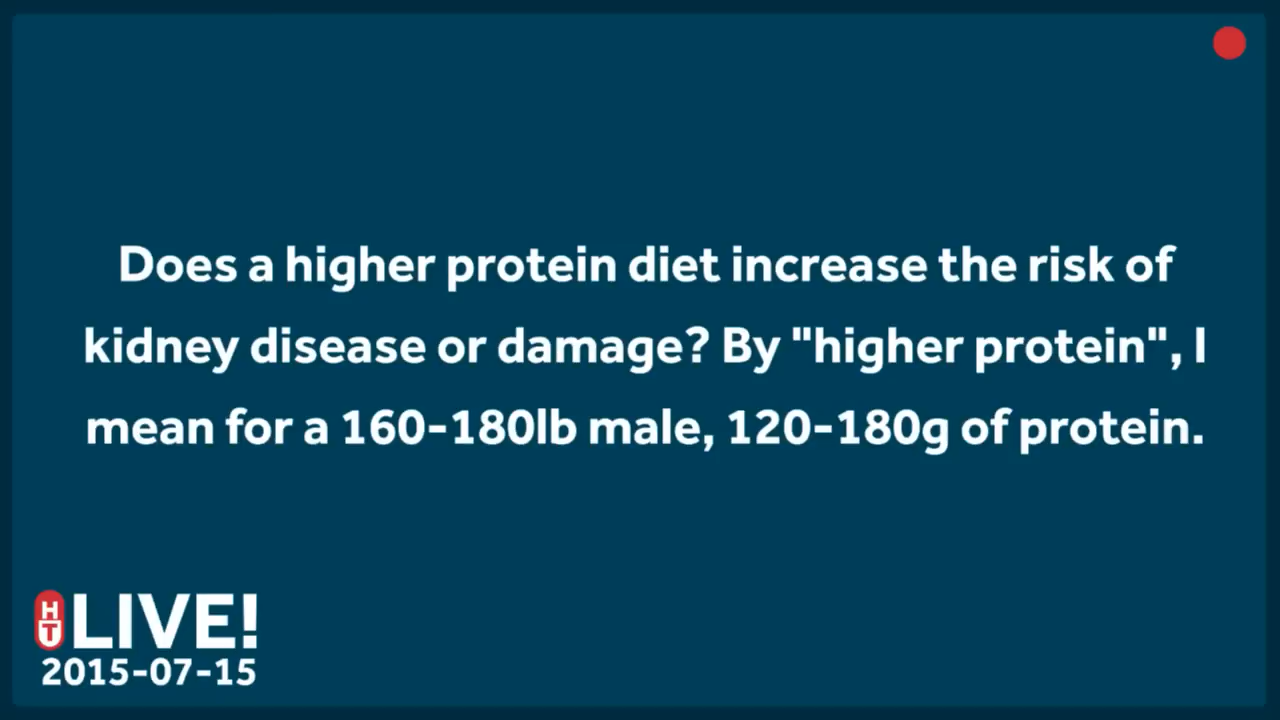 Does a higher protein diet increase the risk of
kidney disease or damage? By "higher protein", I
mean for a 160-180lb male, 120-180g of protein.
HT LIVE!
2015-07-15